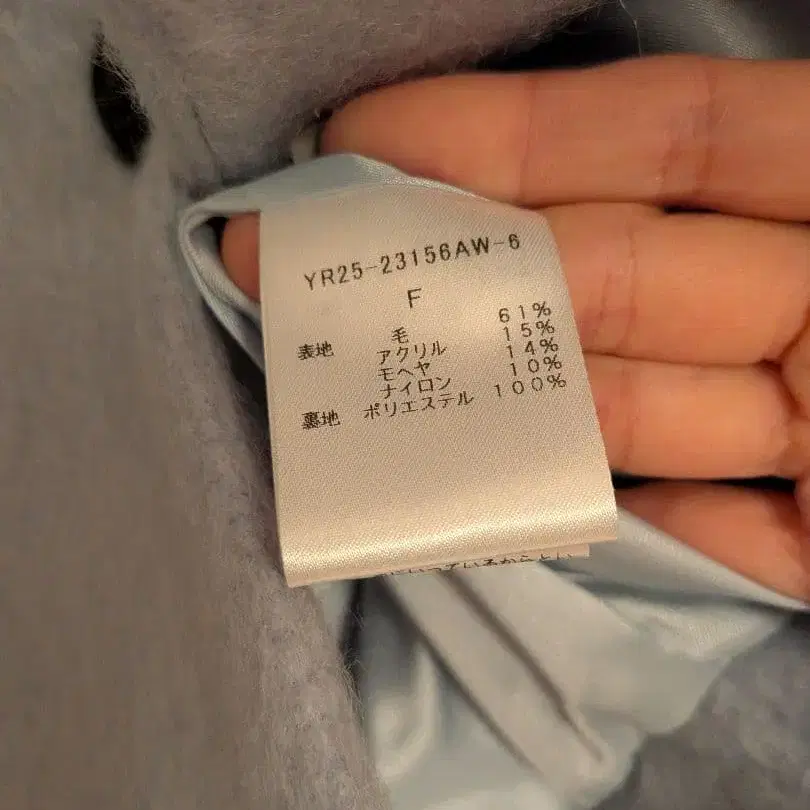 YR25-23156AW-6
F
表地 毛 61%
アクリル 15%
モヘヤ 14%
ナイロン 10%
裏地 ポリエステル 100%